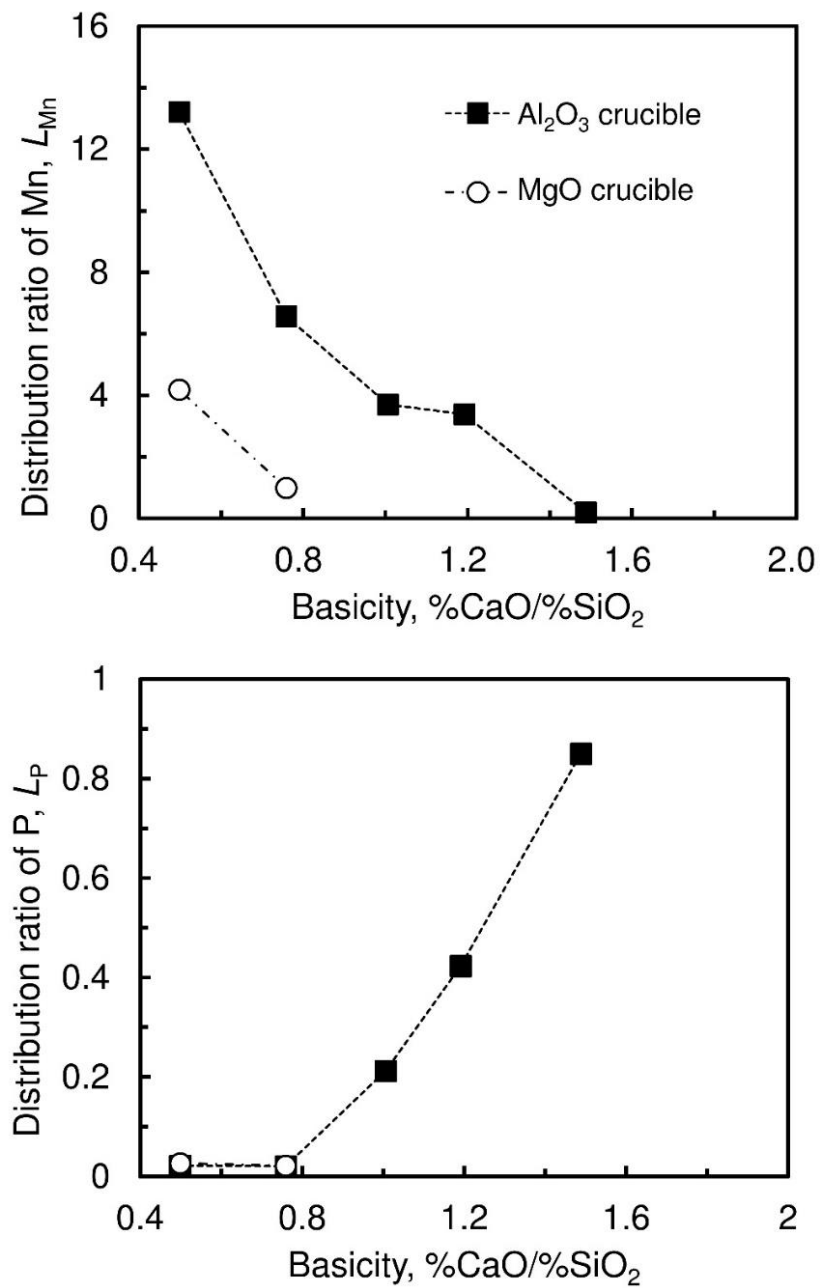 16
12
8
4
0
Distribution ratio of Mn, L_Mn
Al₂O₃ crucible
MgO crucible
0.4 0.8 1.2 1.6 2.0
Basicity, %CaO/%SiO₂
1
0.8
0.6
0.4
0.2
0
Distribution ratio of P, L_P
0.4 0.8 1.2 1.6 2
Basicity, %CaO/%SiO₂